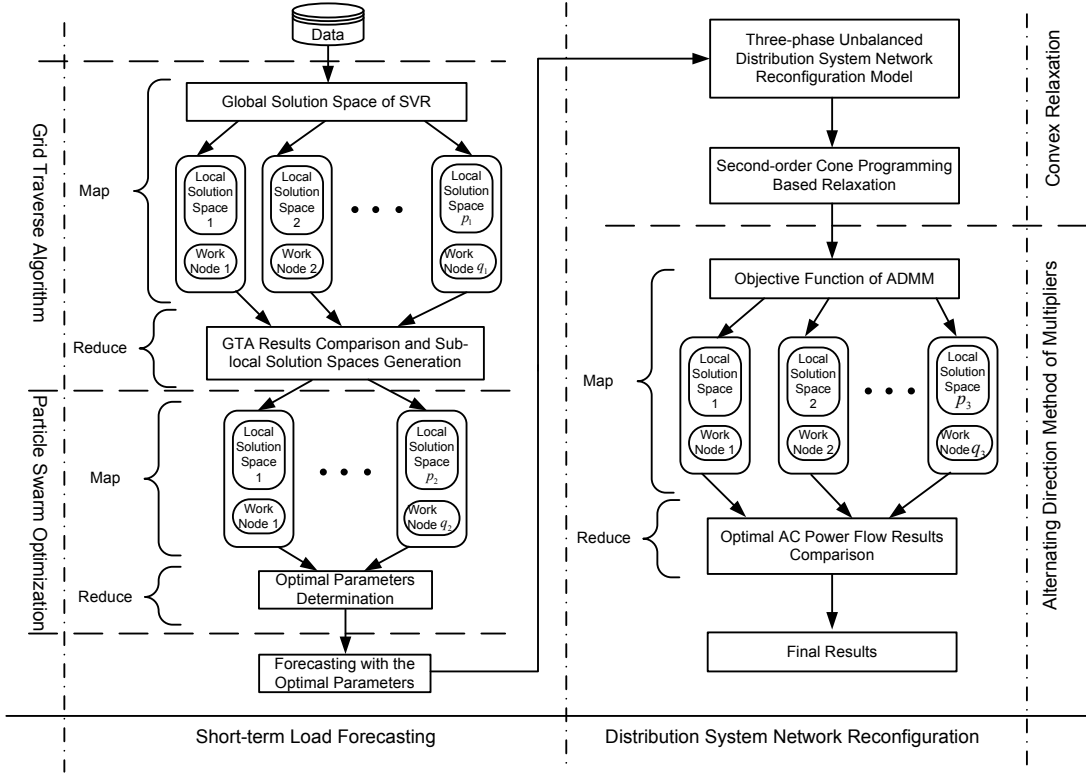 Data
Grid Traverse Algorithm
Map
Global Solution Space of SVR
Local
Solution
Space
1
Work
Node 1
Local
Solution
Space
2
Work
Node 2
• • •
Local
Solution
Space
p₁
Work
Node q₁
Reduce
GTA Results Comparison and Sub-
local Solution Spaces Generation
Particle Swarm Optimization
Map
Local
Solution
Space
1
Work
Node 1
• • •
Local
Solution
Space
p₂
Work
Node q₂
Reduce
Optimal Parameters
Determination
Forecasting with the
Optimal Parameters
Short-term Load Forecasting
Three-phase Unbalanced
Distribution System Network
Reconfiguration Model
Second-order Cone Programming
Based Relaxation
Convex Relaxation
Map
Objective Function of ADMM
Local
Solution
Space
1
Work
Node 1
Local
Solution
Space
2
Work
Node 2
• • •
Local
Solution
Space
p₃
Work
Node q₃
Reduce
Optimal AC Power Flow Results
Comparison
Final Results
Alternating Direction Method of Multipliers
Distribution System Network Reconfiguration